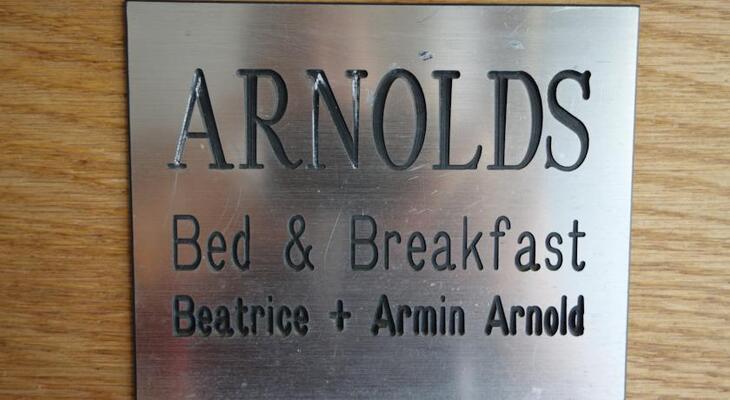 ARNOLDS
Bed & Breakfast
Beatrice + Armin Arnold